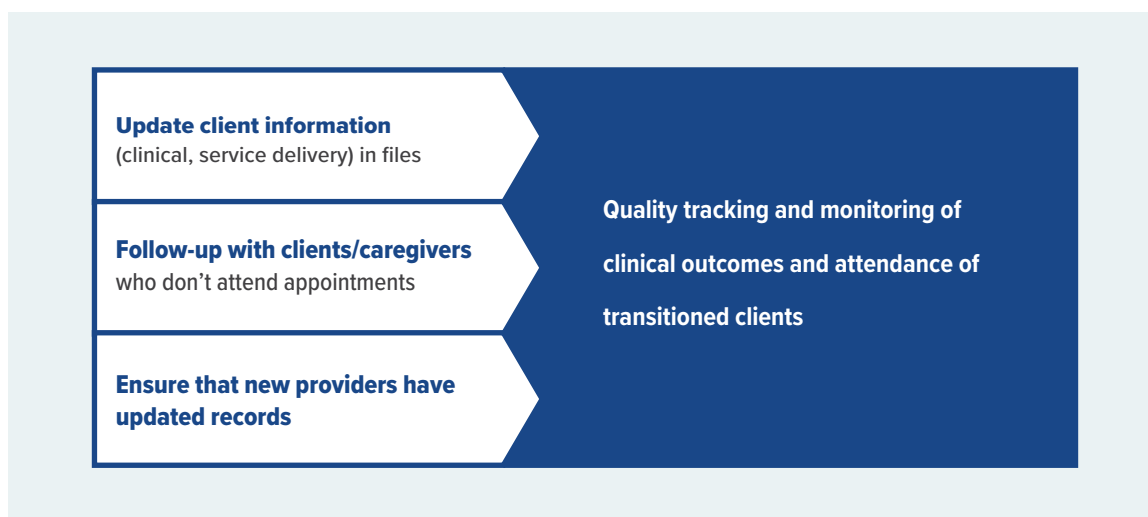 Update client information
(clinical, service delivery) in files
Follow-up with clients/caregivers
who don’t attend appointments
Ensure that new providers have
updated records
Quality tracking and monitoring of
clinical outcomes and attendance of
transitioned clients